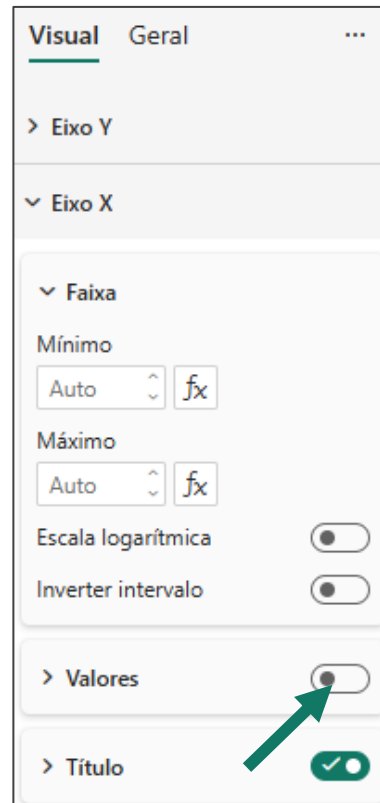 Visual Geral ...
Eixo Y
Eixo X
Faixa
Mínimo
Auto fx
Máximo
Auto fx
Escala logarítmica
Inverter intervalo
Valores
Título